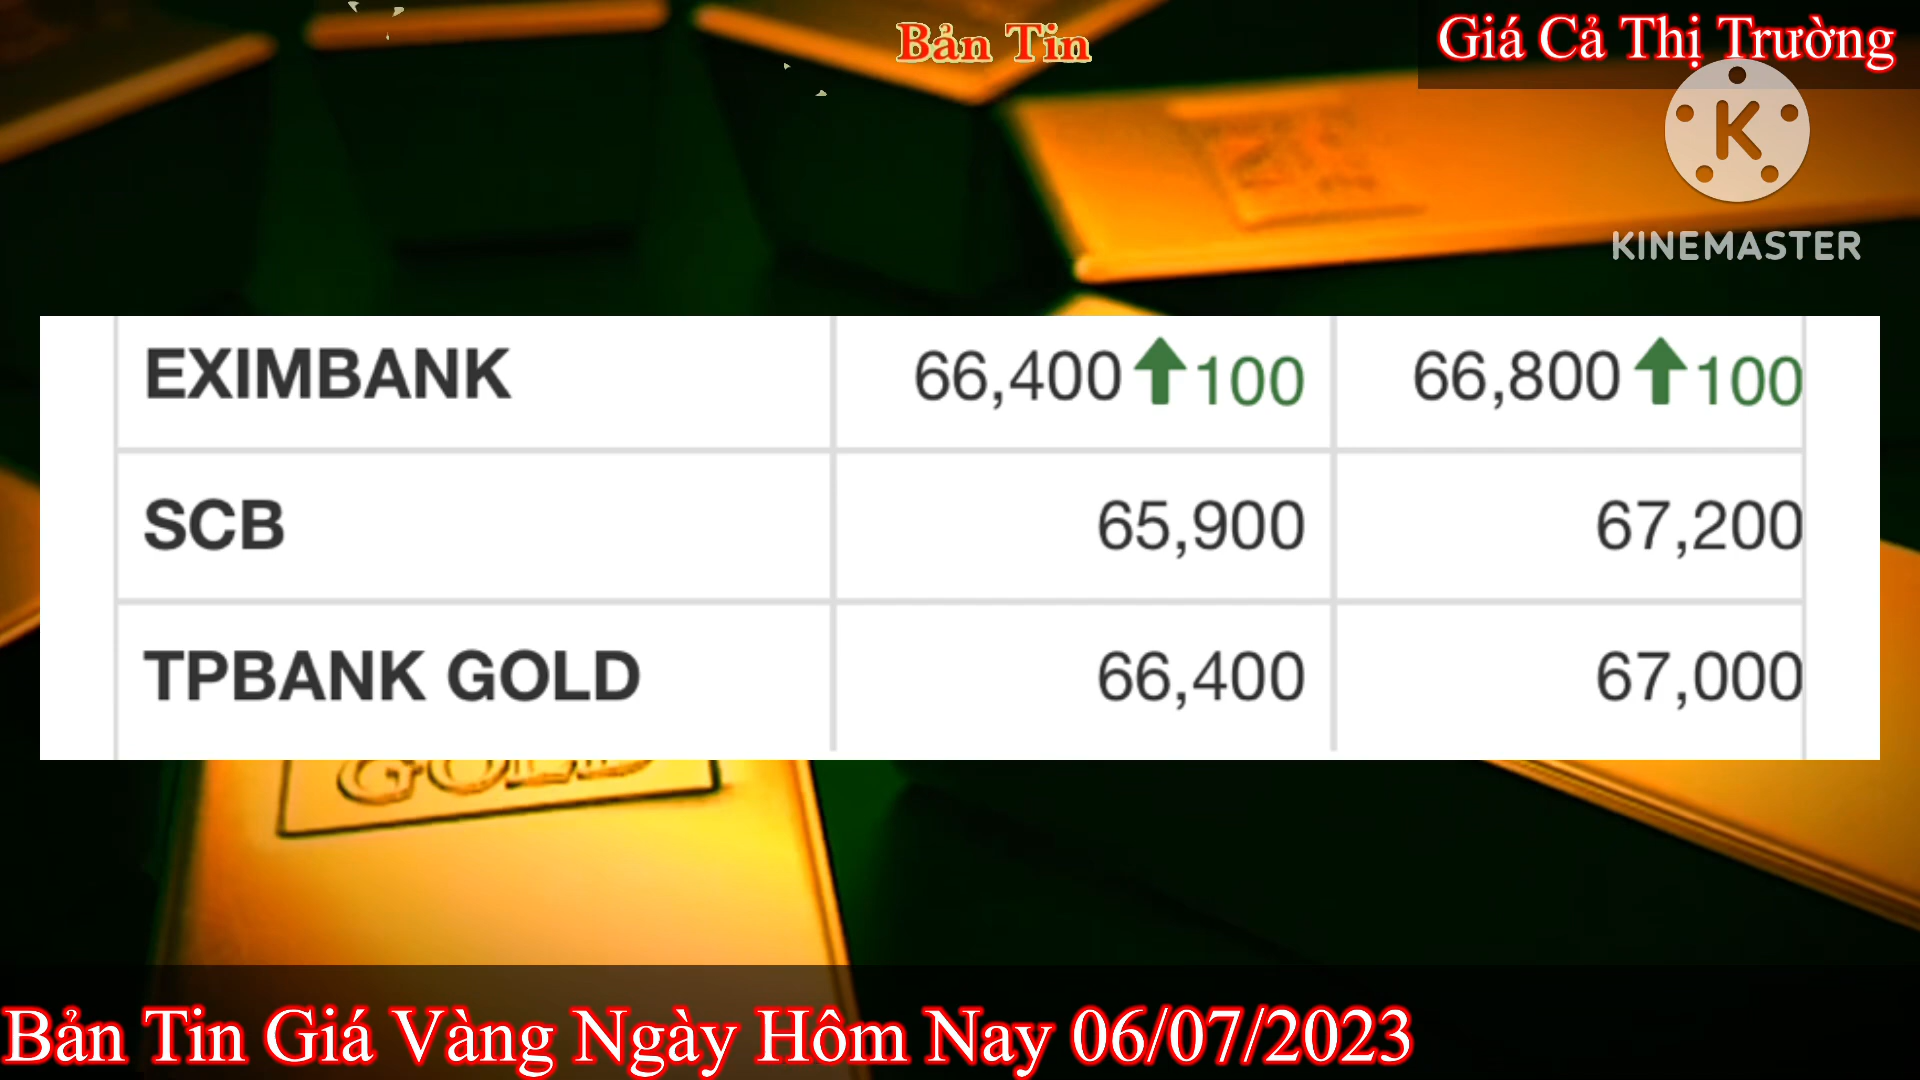 Bản Tin
Giá Cả Thị Trường
K
KINEMASTER
EXIMBANK 66,400 100 66,800 100
SCB 65,900 67,200
TPBANK GOLD 66,400 67,000
GOLD
Bản Tin Giá Vàng Ngày Hôm Nay 06/07/2023